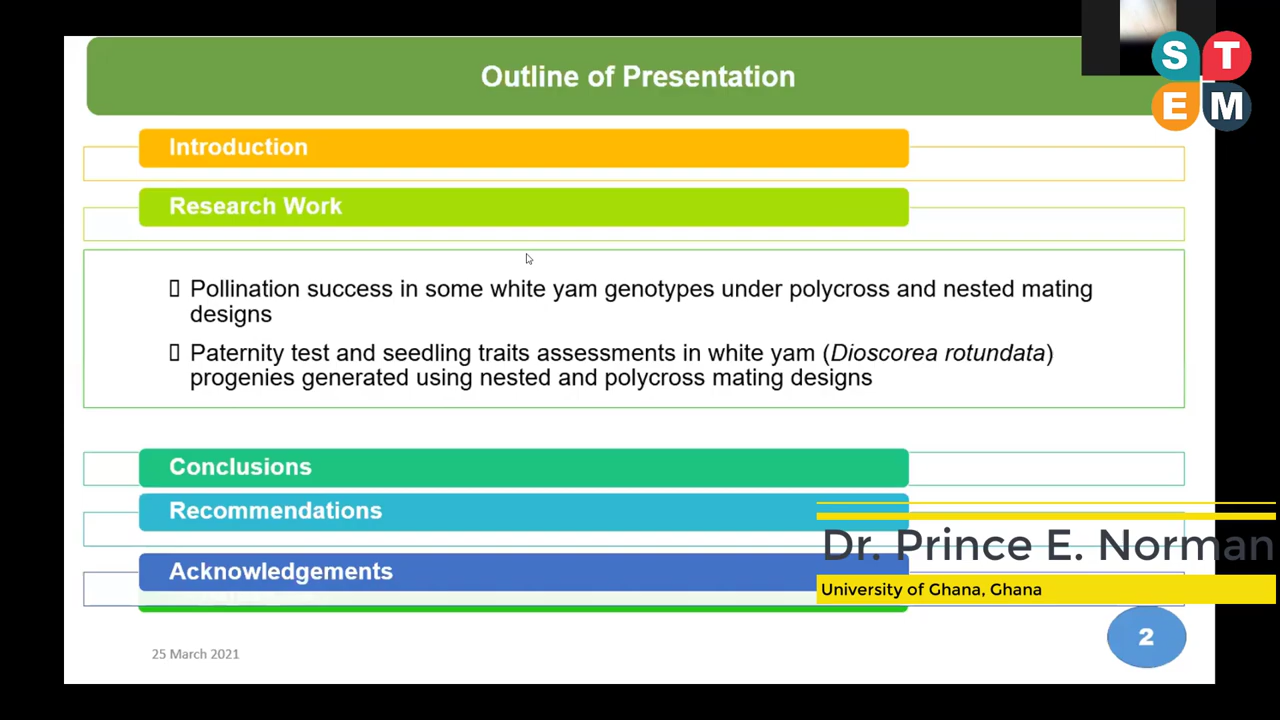 Outline of Presentation
S T
E M
Introduction
Research Work
Pollination success in some white yam genotypes under polycross and nested mating
designs
Paternity test and seedling traits assessments in white yam (Dioscorea rotundata)
progenies generated using nested and polycross mating designs
Conclusions
Recommendations
Dr. Prince E. Norman
Acknowledgements
University of Ghana, Ghana
2
25 March 2021